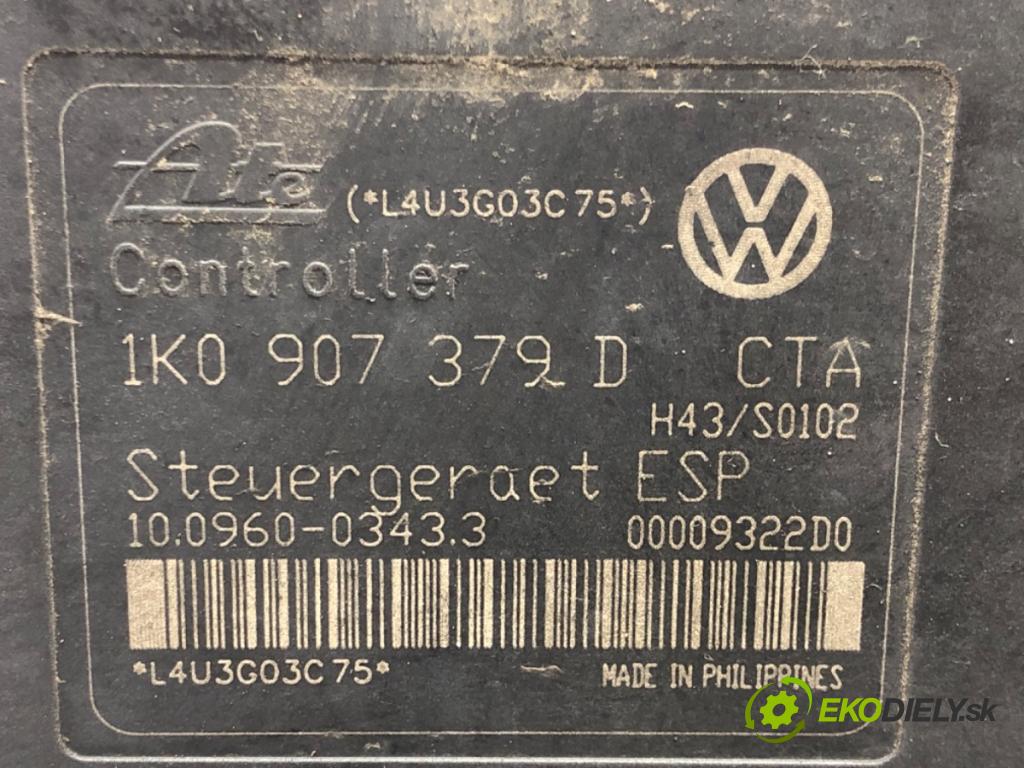 Ate (*L4U3G03C75*)
Controller
1K0 907 379 D CTA
H43/S0102
Steuergeraet ESP
10.0960-0343.3 00009322D0
*L4U3G03C75* MADE IN PHILIPPINES
EKODIELY.sk